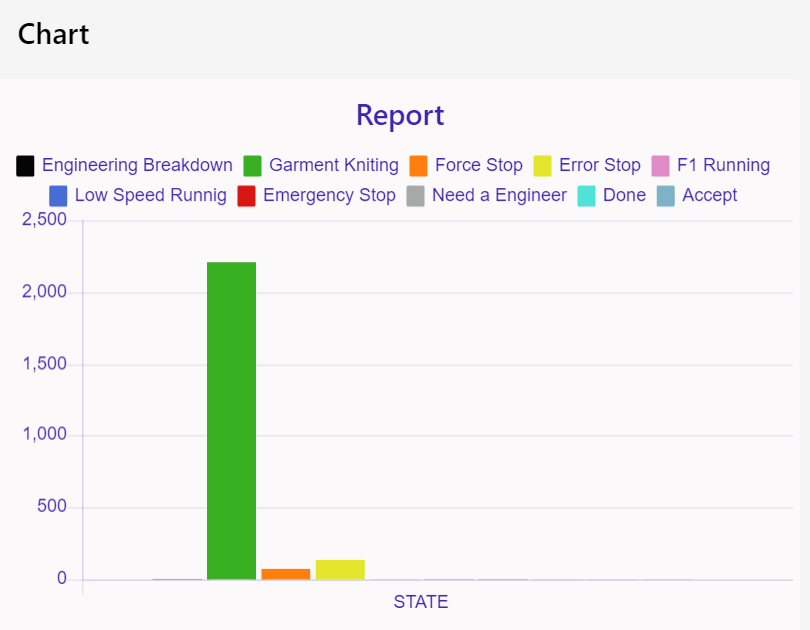 Chart
Report
Engineering Breakdown Garment Kniting Force Stop Error Stop F1 Running
Low Speed Runnig Emergency Stop Need a Engineer Done Accept
2,500
2,000
1,500
1,000
500
0
STATE